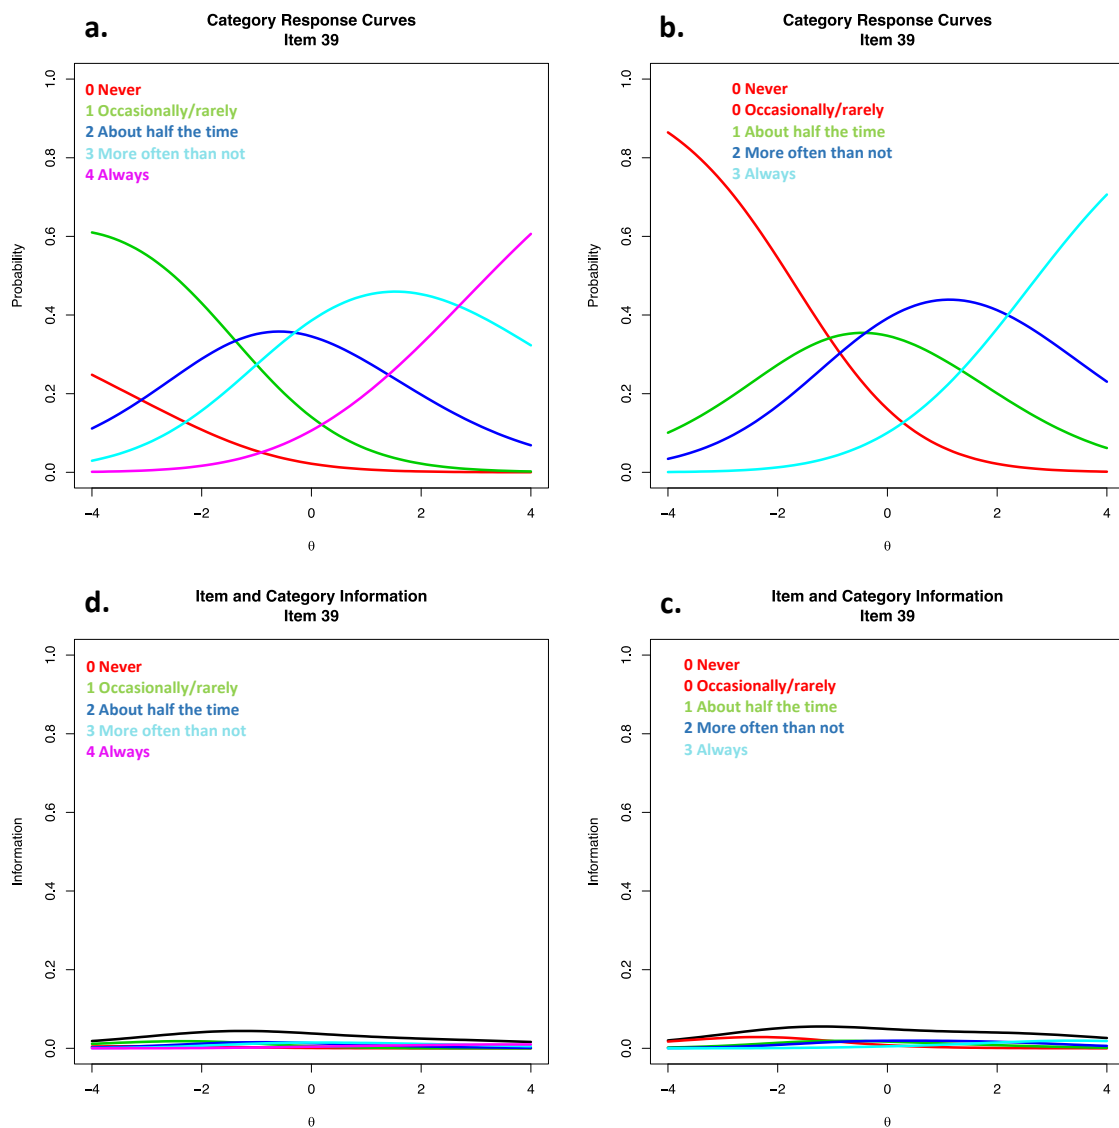 a.
Category Response Curves
Item 39
0 Never
1 Occasionally/rarely
2 About half the time
3 More often than not
4 Always
Probability
0.0 0.2 0.4 0.6 0.8 1.0
−4 −2 0 2 4
θ
b.
Category Response Curves
Item 39
0 Never
0 Occasionally/rarely
1 About half the time
2 More often than not
3 Always
Probability
0.0 0.2 0.4 0.6 0.8 1.0
−4 −2 0 2 4
θ
d.
Item and Category Information
Item 39
0 Never
1 Occasionally/rarely
2 About half the time
3 More often than not
4 Always
Information
0.0 0.2 0.4 0.6 0.8 1.0
−4 −2 0 2 4
θ
c.
Item and Category Information
Item 39
0 Never
0 Occasionally/rarely
1 About half the time
2 More often than not
3 Always
Information
0.0 0.2 0.4 0.6 0.8 1.0
−4 −2 0 2 4
θ